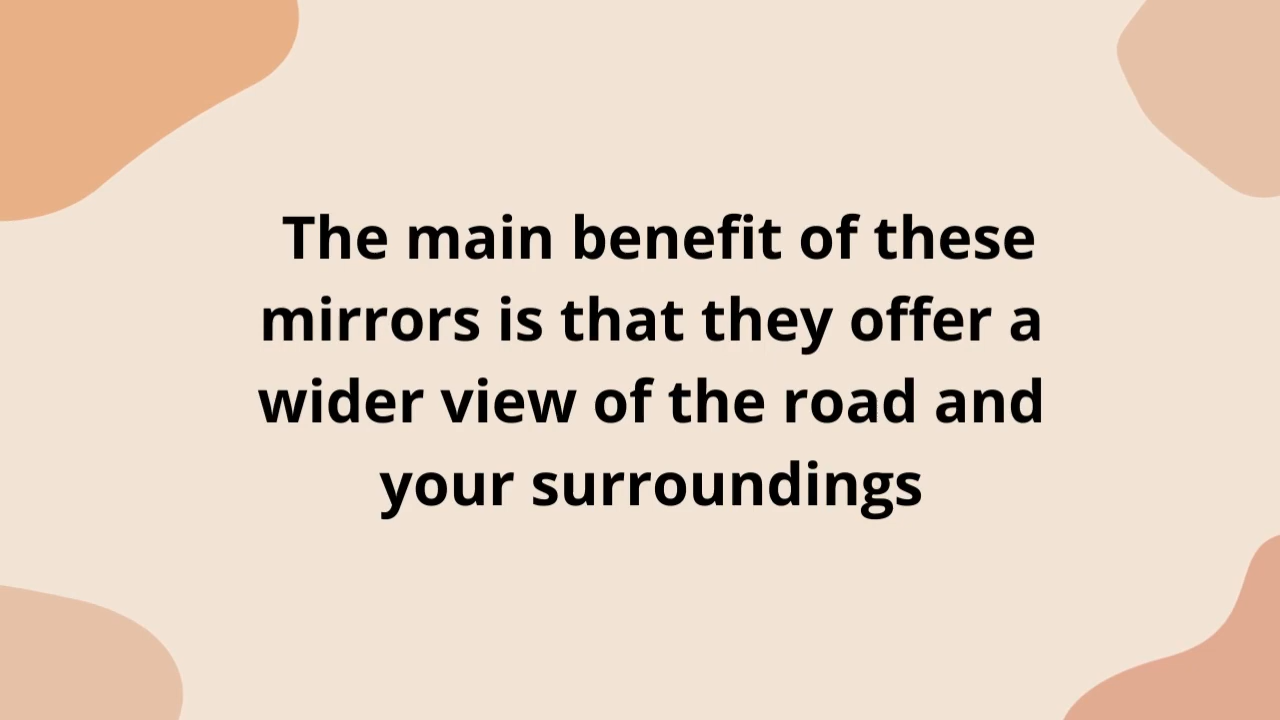 The main benefit of these
mirrors is that they offer a
wider view of the road and
your surroundings